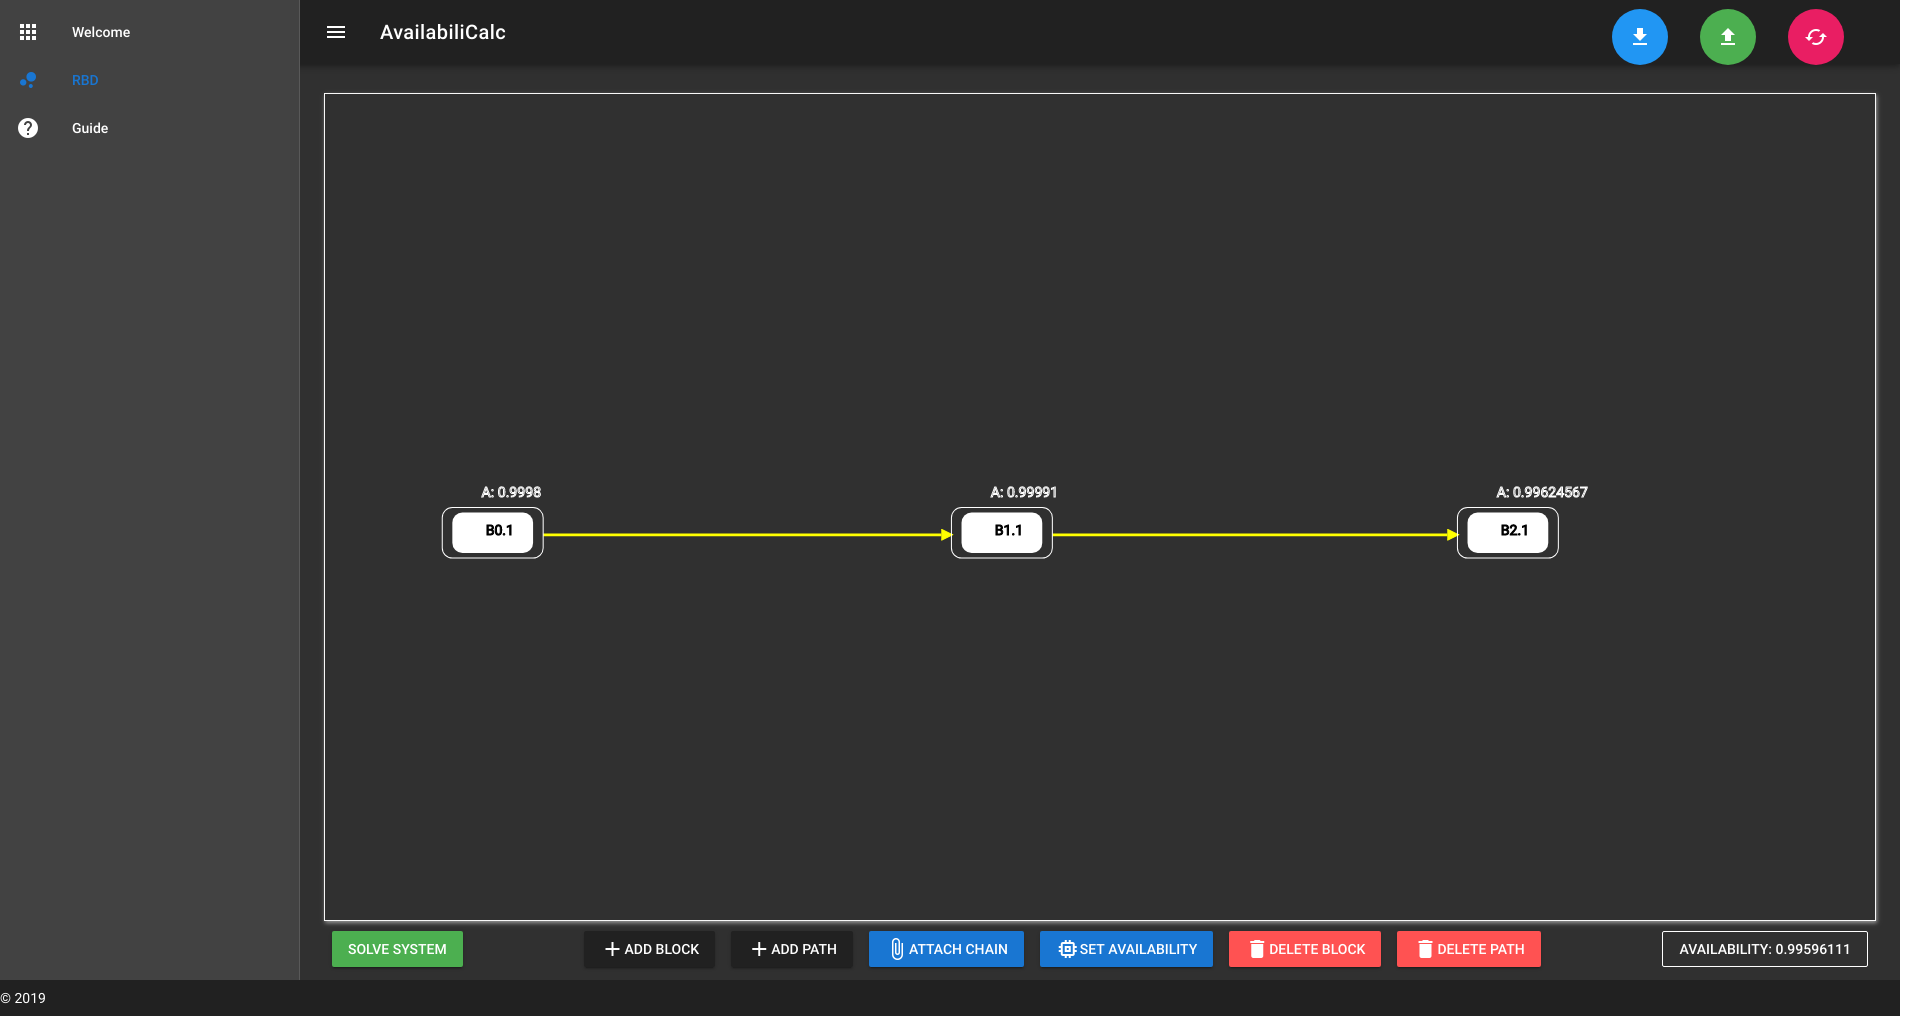 Welcome
RBD
Guide
AvailabiliCalc
A: 0.9998
A: 0.99991
A: 0.99624567
B0.1
B1.1
B2.1
SOLVE SYSTEM
ADD BLOCK
ADD PATH
ATTACH CHAIN
SET AVAILABILITY
DELETE BLOCK
DELETE PATH
AVAILABILITY: 0.99596111
© 2019